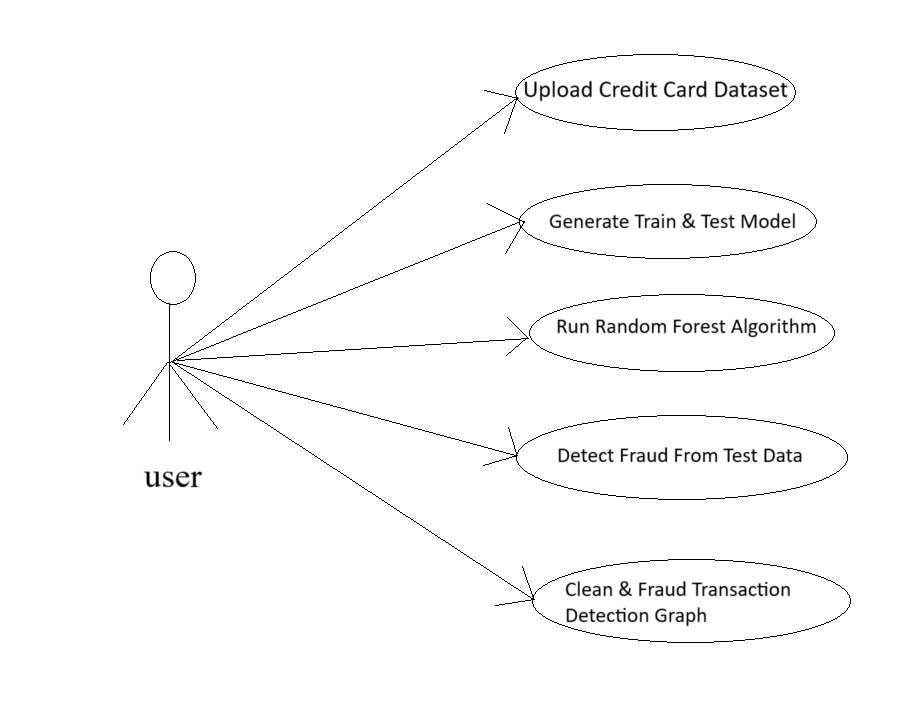 Upload Credit Card Dataset
Generate Train & Test Model
Run Random Forest Algorithm
Detect Fraud From Test Data
user
Clean & Fraud Transaction
Detection Graph